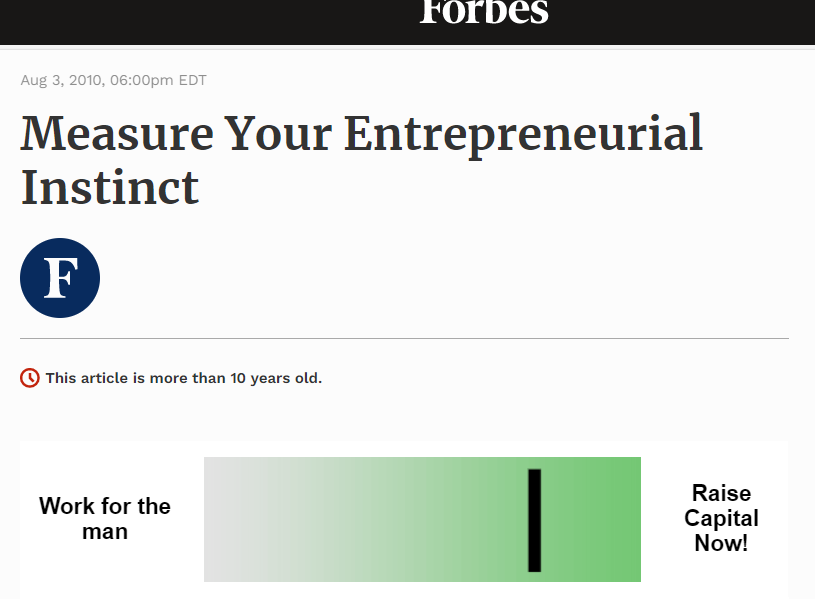 Forbes
Aug 3, 2010, 06:00pm EDT
Measure Your Entrepreneurial
Instinct
F
This article is more than 10 years old.
Work for the
man
Raise
Capital
Now!